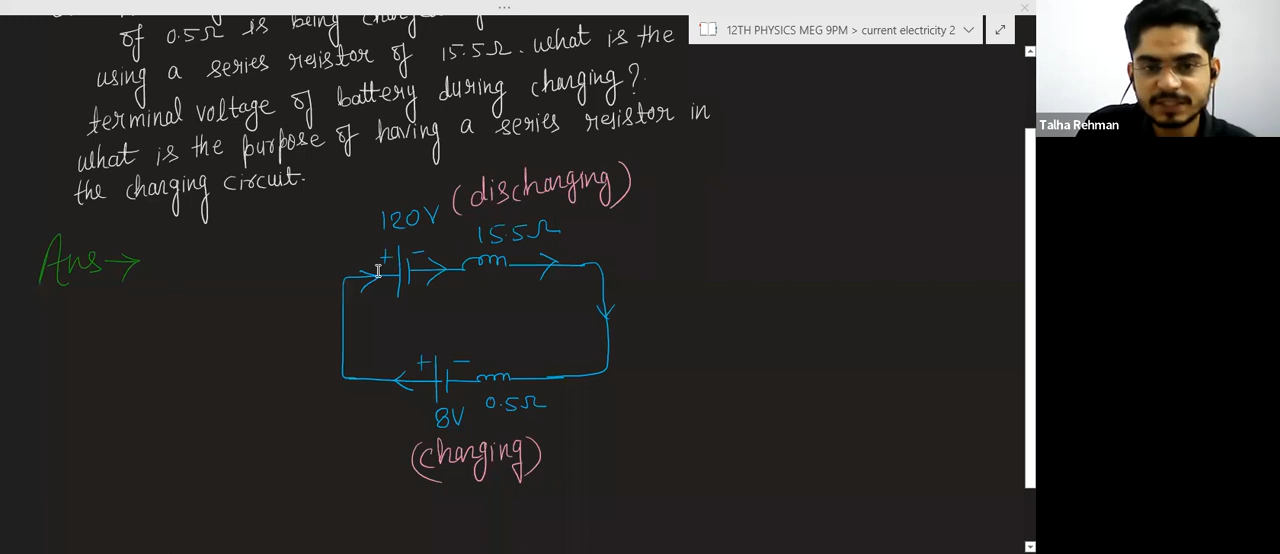 of 0.5Ω is being charged
using a series resistor of 15.5Ω. what is the
terminal voltage of battery during charging?
what is the purpose of having a series resistor in
the charging circuit.
12TH PHYSICS MEG 9PM > current electricity 2
Talha Rehman
(discharging)
120V
15.5Ω
+ −
Ans →
+ −
8V
0.5Ω
(charging)